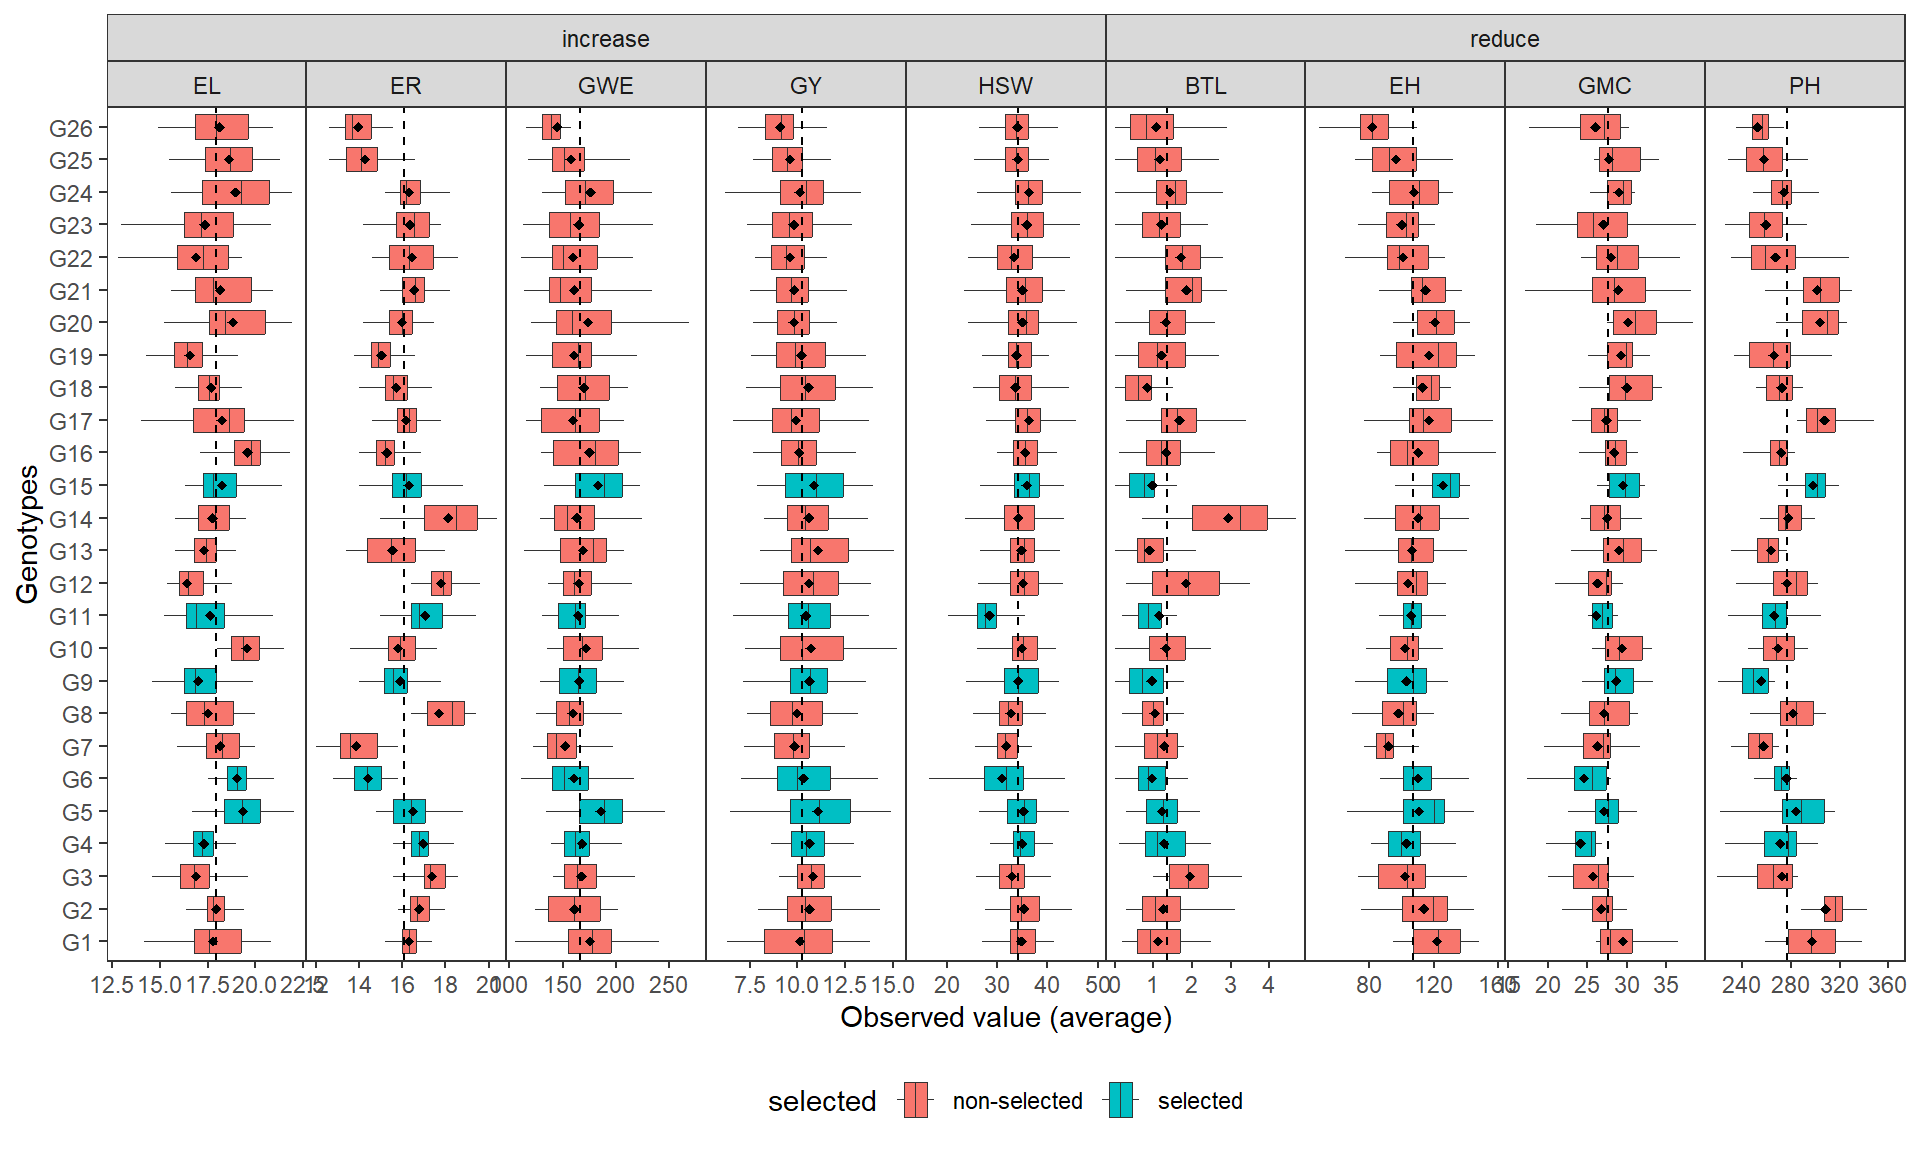 increase reduce
EL ER GWE GY HSW BTL EH GMC PH
Genotypes
G26
G25
G24
G23
G22
G21
G20
G19
G18
G17
G16
G15
G14
G13
G12
G11
G10
G9
G8
G7
G6
G5
G4
G3
G2
G1
12.5 15.0 17.5 20.0 22.5 12 14 16 18 20 100 150 200 250 7.5 10.0 12.5 15.0 20 30 40 50 0 1 2 3 4 80 120 160 15 20 25 30 35 240 280 320 360
Observed value (average)
selected non-selected selected